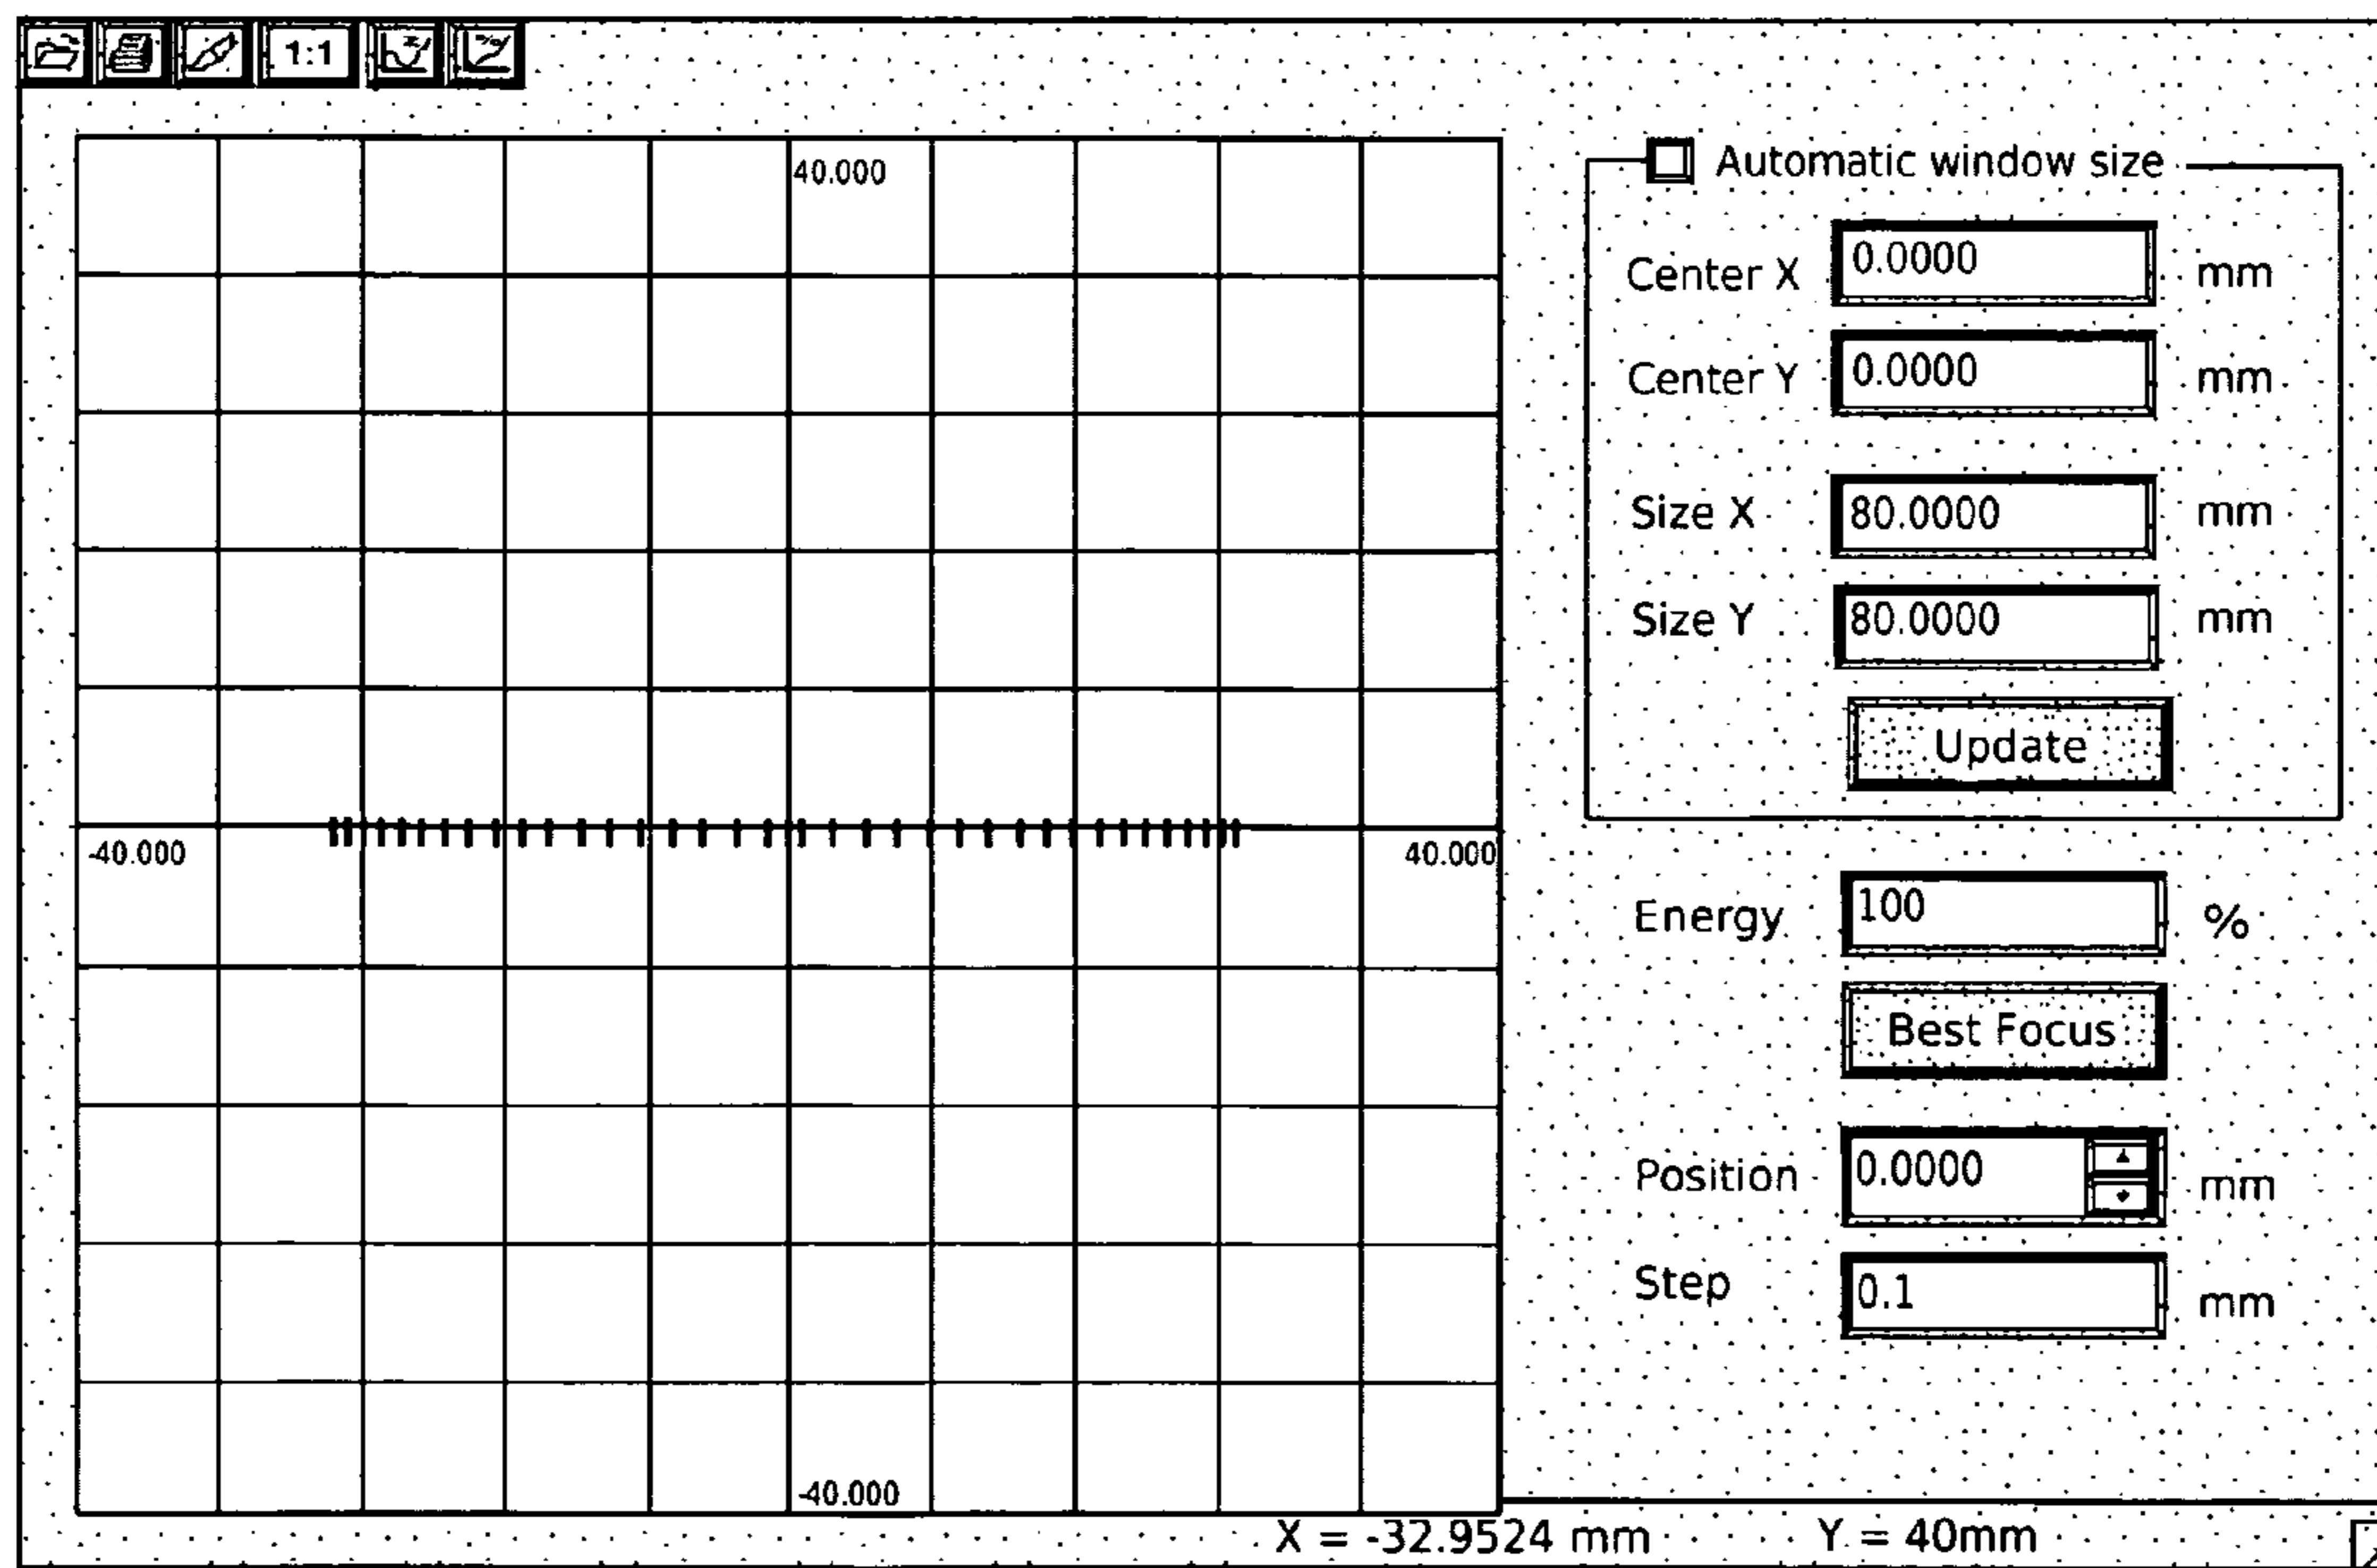 1:1
40.000
-40.000
40.000
-40.000
Automatic window size
Center X 0.0000 mm
Center Y 0.0000 mm
Size X 80.0000 mm
Size Y 80.0000 mm
Update
Energy 100 %
Best Focus
Position 0.0000 mm
Step 0.1 mm
X = -32.9524 mm Y = 40mm